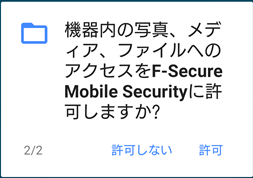 機器内の写真、メデ
ィア、ファイルへの
アクセスをF-Secure
Mobile Securityに許
可しますか?
2/2 許可しない 許可